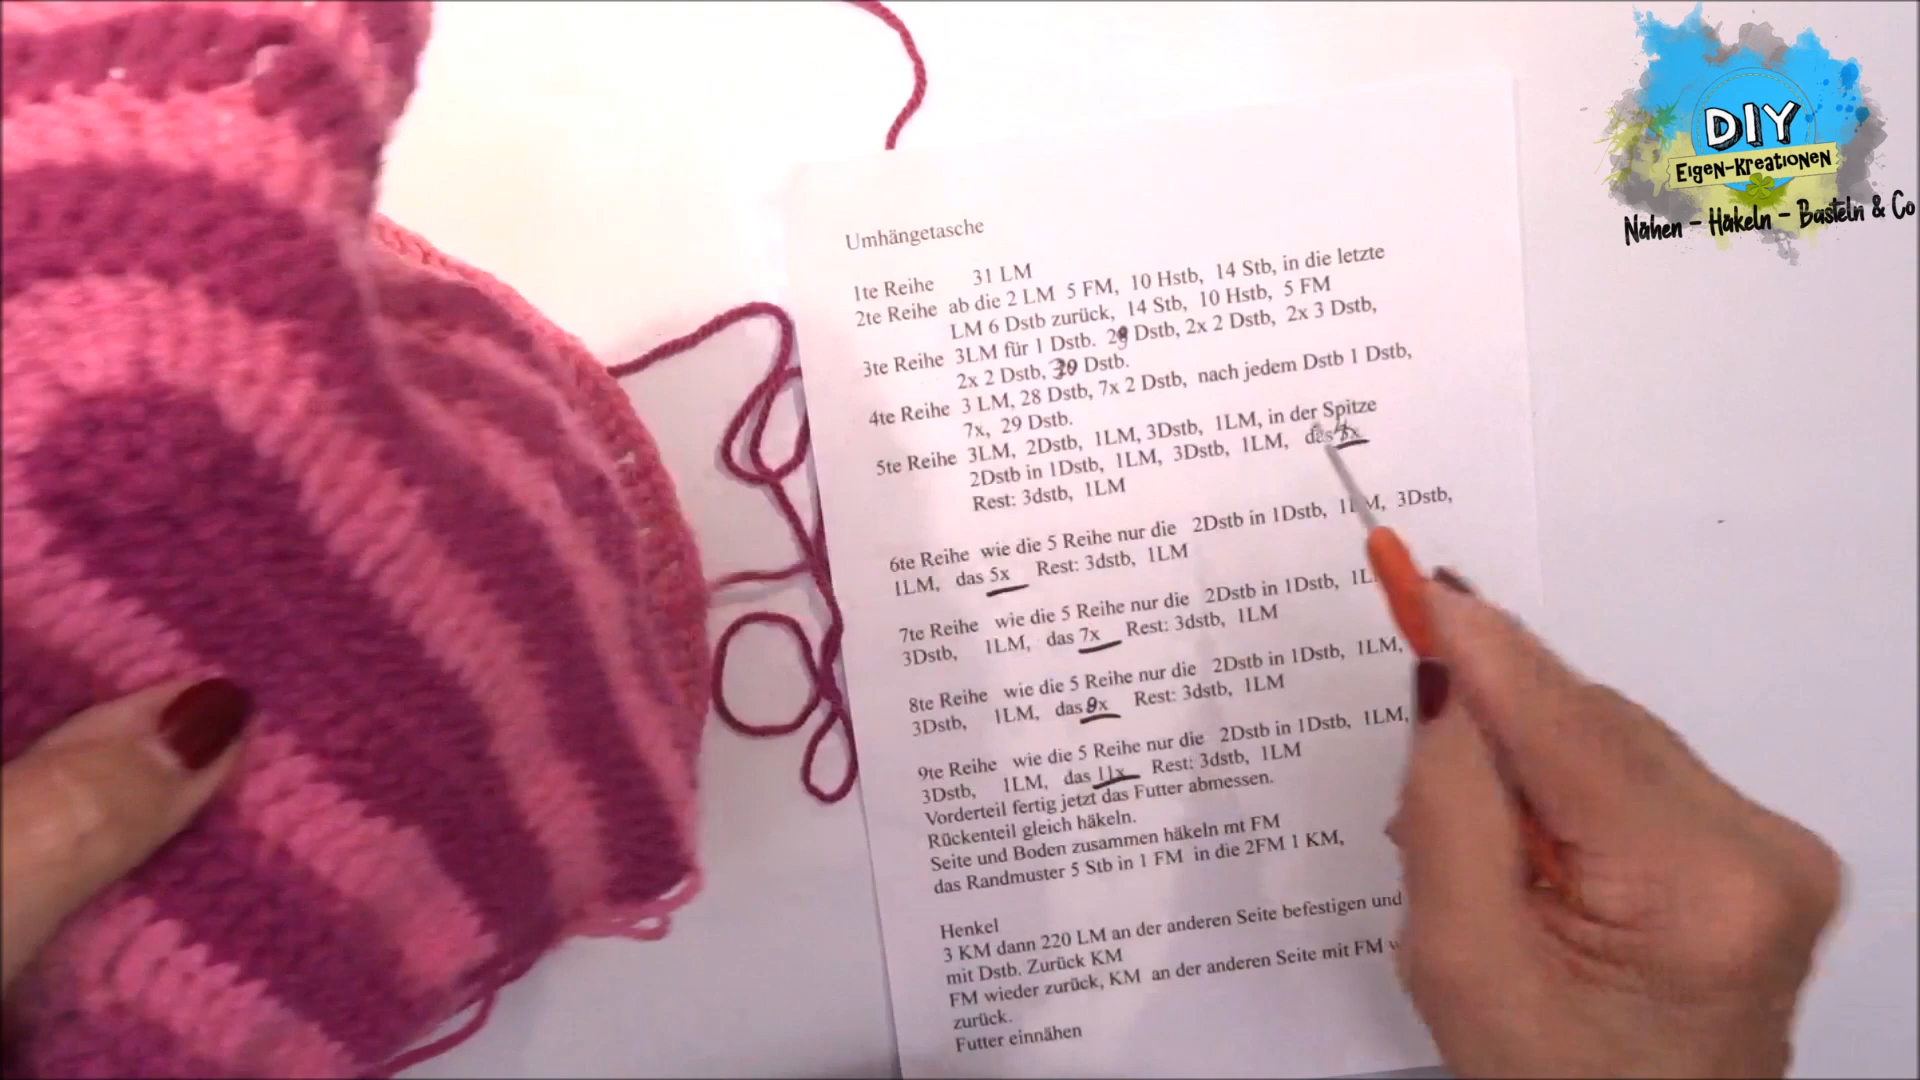 DIY
Eigen-Kreationen
Nähen - Häkeln - Basteln & Co
Umhängetasche
1te Reihe 31 LM
2te Reihe ab die 2 LM 5 FM, 10 Hstb, 14 Stb, in die letzte
LM 6 Dstb zurück, 14 Stb, 10 Hstb, 5 FM
3te Reihe 3LM für 1 Dstb. Dstb, 2x 2 Dstb, 2x 3 Dstb,
2x 2 Dstb, Dstb.
4te Reihe 3 LM, 28 Dstb, 7x 2 Dstb, nach jedem Dstb 1 Dstb,
7x, 29 Dstb.
5te Reihe 3LM, 2Dstb, 1LM, 3Dstb, 1LM, in der Spitze
2Dstb in 1Dstb, 1LM, 3Dstb, 1LM, das
Rest: 3dstb, 1LM
6te Reihe wie die 5 Reihe nur die 2Dstb in 1Dstb, 3Dstb,
1LM, das 5x Rest: 3dstb, 1LM
7te Reihe wie die 5 Reihe nur die 2Dstb in 1Dstb,
3Dstb, 1LM, das 7x Rest: 3dstb, 1LM
8te Reihe wie die 5 Reihe nur die 2Dstb in 1Dstb, 1LM,
3Dstb, 1LM, das 9x Rest: 3dstb, 1LM
9te Reihe wie die 5 Reihe nur die 2Dstb in 1Dstb, 1LM,
3Dstb, 1LM, das 11x Rest: 3dstb, 1LM
Vorderteil fertig jetzt das Futter abmessen.
Rückenteil gleich häkeln.
Seite und Boden zusammen häkeln mt FM
das Randmuster 5 Stb in 1 FM in die 2FM 1 KM,
Henkel
3 KM dann 220 LM an der anderen Seite befestigen und
mit Dstb. Zurück KM
FM wieder zurück, KM an der anderen Seite mit FM
zurück.
Futter einnähen